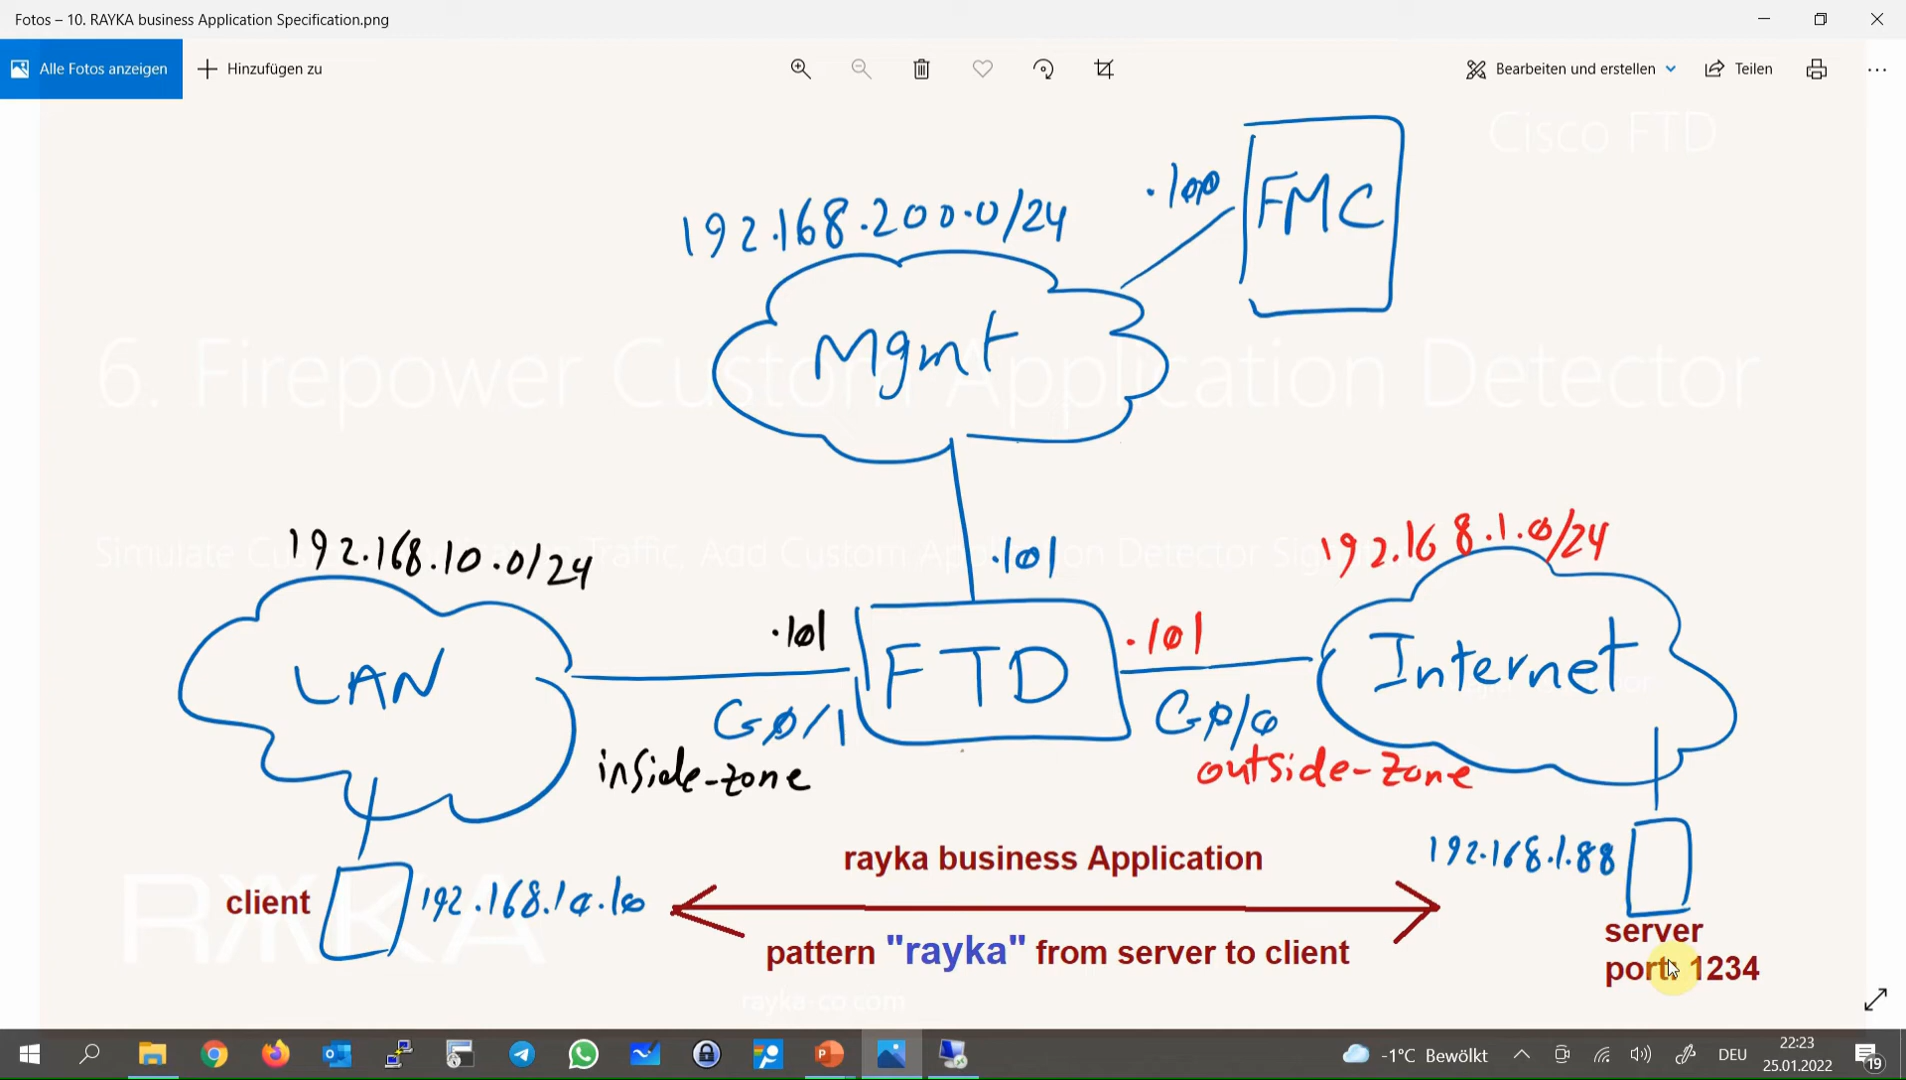 Fotos – 10. RAYKA business Application Specification.png
Alle Fotos anzeigen
Hinzufügen zu
Bearbeiten und erstellen
Teilen
Cisco FTD
.100
FMC
192.168.200.0/24
Mgmt
6. Firepower Custom Application Detector
192.168.10.0/24
.101
192.168.1.0/24
LAN
.101
FTD
.101
Internet
G0/1
G0/0
inside-zone
outside-zone
rayka business Application
192.168.1.88
client
192.168.10.10
RAYKA
pattern "rayka" from server to client
server
port: 1234
rayka-co.com
-1°C Bewölkt
DEU
22:23
25.01.2022
19